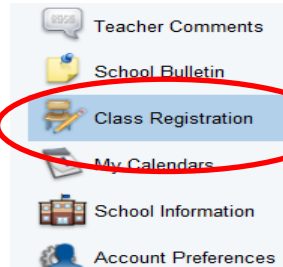 Teacher Comments
School Bulletin
Class Registration
My Calendars
School Information
Account Preferences